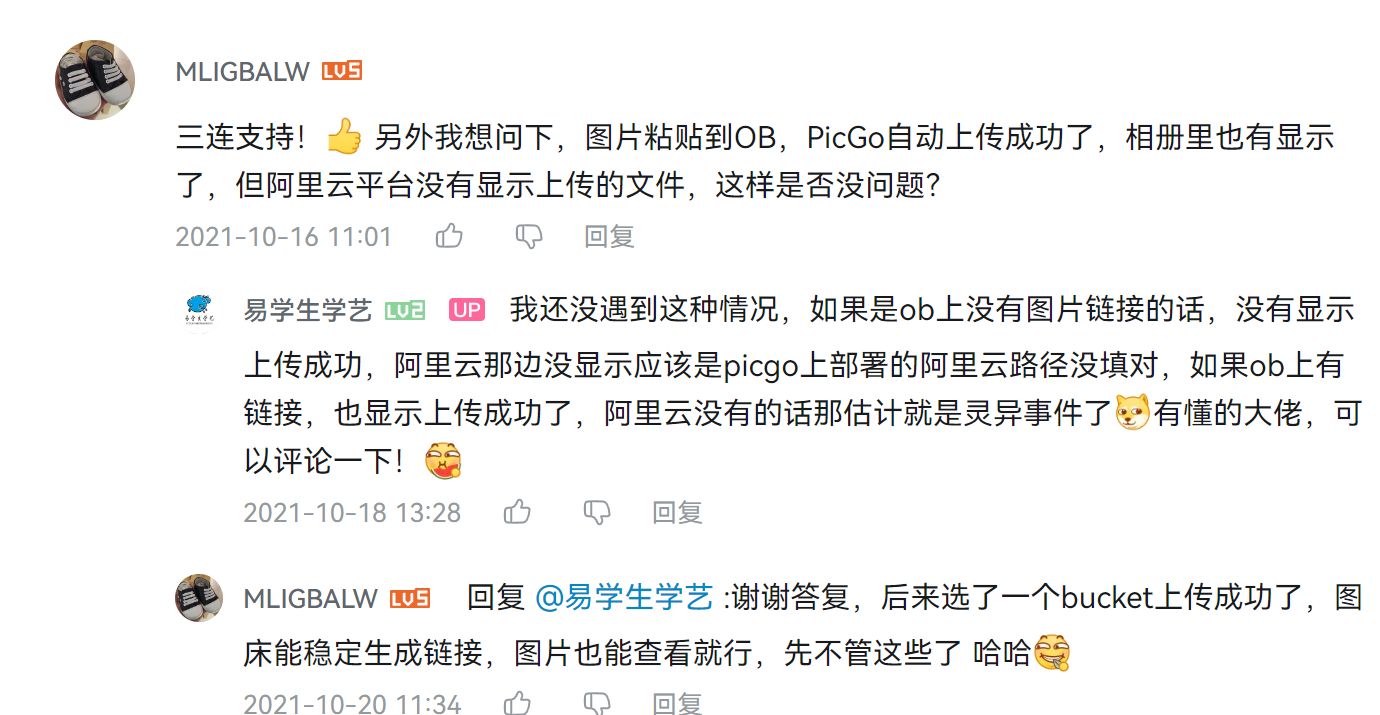 MLIGBALW LV5
三连支持！ 另外我想问下，图片粘贴到OB，PicGo自动上传成功了，相册里也有显示
了，但阿里云平台没有显示上传的文件，这样是否没问题？
2021-10-16 11:01 回复
易学生学艺 LV2 UP 我还没遇到这种情况，如果是ob上没有图片链接的话，没有显示
上传成功，阿里云那边没显示应该是picgo上部署的阿里云路径没填对，如果ob上有
链接，也显示上传成功了，阿里云没有的话那估计就是灵异事件了有懂的大佬，可
以评论一下！
2021-10-18 13:28 回复
MLIGBALW LV5 回复 @易学生学艺 :谢谢答复，后来选了一个bucket上传成功了，图
床能稳定生成链接，图片也能查看就行，先不管这些了 哈哈
2021-10-20 11:34 回复